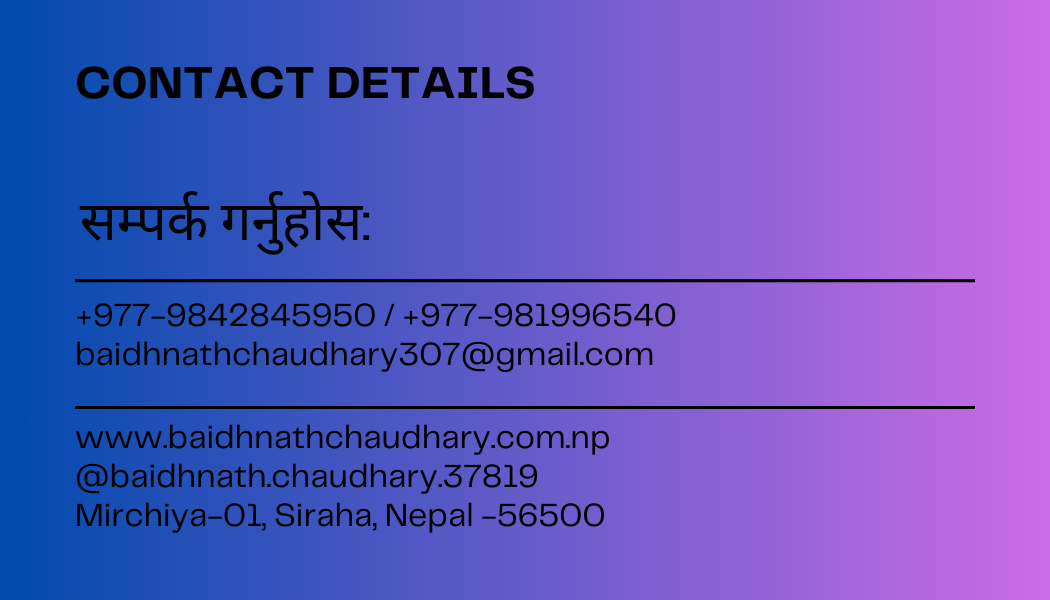 CONTACT DETAILS
सम्पर्क गर्नुहोस:
+977-9842845950 / +977-981996540
baidhnathchaudhary307@gmail.com
www.baidhnathchaudhary.com.np
@baidhnath.chaudhary.37819
Mirchiya-01, Siraha, Nepal -56500